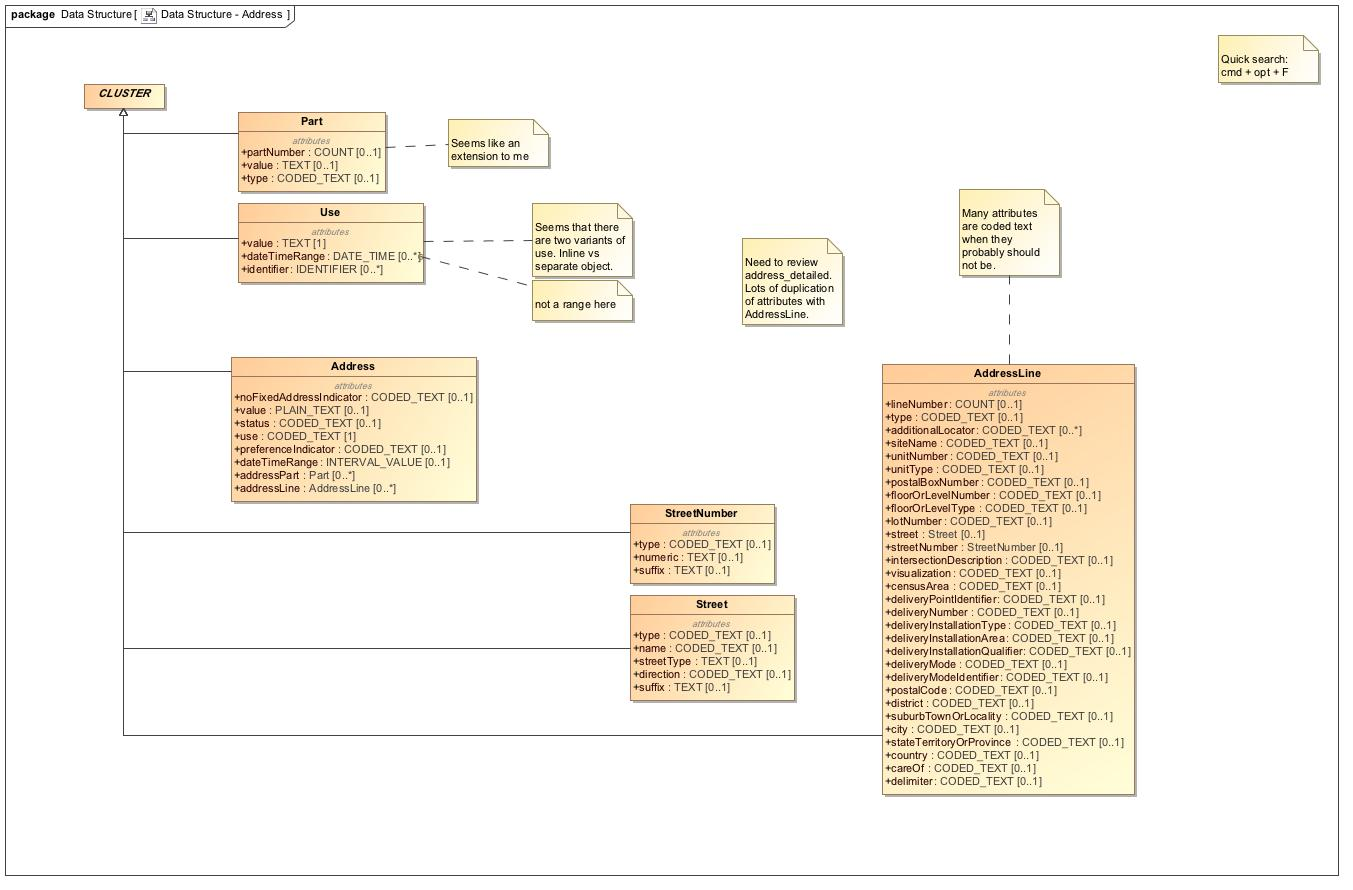 package Data Structure [ Data Structure - Address ]
Quick search:
cmd + opt + F
CLUSTER
Part
attributes
+partNumber : COUNT [0..1]
+value : TEXT [0..1]
+type : CODED_TEXT [0..1]
Seems like an
extension to me
Use
attributes
+value : TEXT [1]
+dateTimeRange : DATE_TIME [0..*]
+identifier : IDENTIFIER [0..*]
Seems that there
are two variants of
use. Inline vs
separate object.
not a range here
Need to review
address_detailed.
Lots of duplication
of attributes with
AddressLine.
Many attributes
are coded text
when they
probably should
not be.
Address
attributes
+noFixedAddressIndicator : CODED_TEXT [0..1]
+value : PLAIN_TEXT [0..1]
+status : CODED_TEXT [0..1]
+use : CODED_TEXT [1]
+preferenceIndicator : CODED_TEXT [0..1]
+dateTimeRange : INTERVAL_VALUE [0..1]
+addressPart : Part [0..*]
+addressLine : AddressLine [0..*]
StreetNumber
attributes
+type : CODED_TEXT [0..1]
+numeric : TEXT [0..1]
+suffix : TEXT [0..1]
Street
attributes
+type : CODED_TEXT [0..1]
+name : CODED_TEXT [0..1]
+streetType : TEXT [0..1]
+direction : CODED_TEXT [0..1]
+suffix : TEXT [0..1]
AddressLine
attributes
+lineNumber : COUNT [0..1]
+type : CODED_TEXT [0..1]
+additionalLocator : CODED_TEXT [0..*]
+siteName : CODED_TEXT [0..1]
+unitNumber : CODED_TEXT [0..1]
+unitType : CODED_TEXT [0..1]
+postalBoxNumber : CODED_TEXT [0..1]
+floorOrLevelNumber : CODED_TEXT [0..1]
+floorOrLevelType : CODED_TEXT [0..1]
+lotNumber : CODED_TEXT [0..1]
+street : Street [0..1]
+streetNumber : StreetNumber [0..1]
+intersectionDescription : CODED_TEXT [0..1]
+visualization : CODED_TEXT [0..1]
+censusArea : CODED_TEXT [0..1]
+deliveryPointIdentifier : CODED_TEXT [0..1]
+deliveryNumber : CODED_TEXT [0..1]
+deliveryInstallationType : CODED_TEXT [0..1]
+deliveryInstallationArea : CODED_TEXT [0..1]
+deliveryInstallationQualifier : CODED_TEXT [0..1]
+deliveryMode : CODED_TEXT [0..1]
+deliveryModeIdentifier : CODED_TEXT [0..1]
+postalCode : CODED_TEXT [0..1]
+district : CODED_TEXT [0..1]
+suburbTownOrLocality : CODED_TEXT [0..1]
+city : CODED_TEXT [0..1]
+stateTerritoryOrProvince : CODED_TEXT [0..1]
+country : CODED_TEXT [0..1]
+careOf : CODED_TEXT [0..1]
+delimiter : CODED_TEXT [0..1]